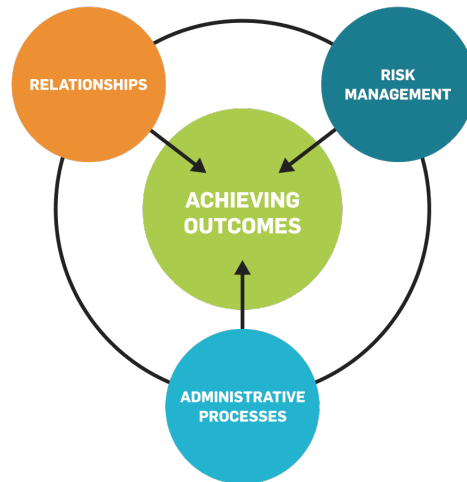 RELATIONSHIPS
RISK
MANAGEMENT
ACHIEVING
OUTCOMES
ADMINISTRATIVE
PROCESSES